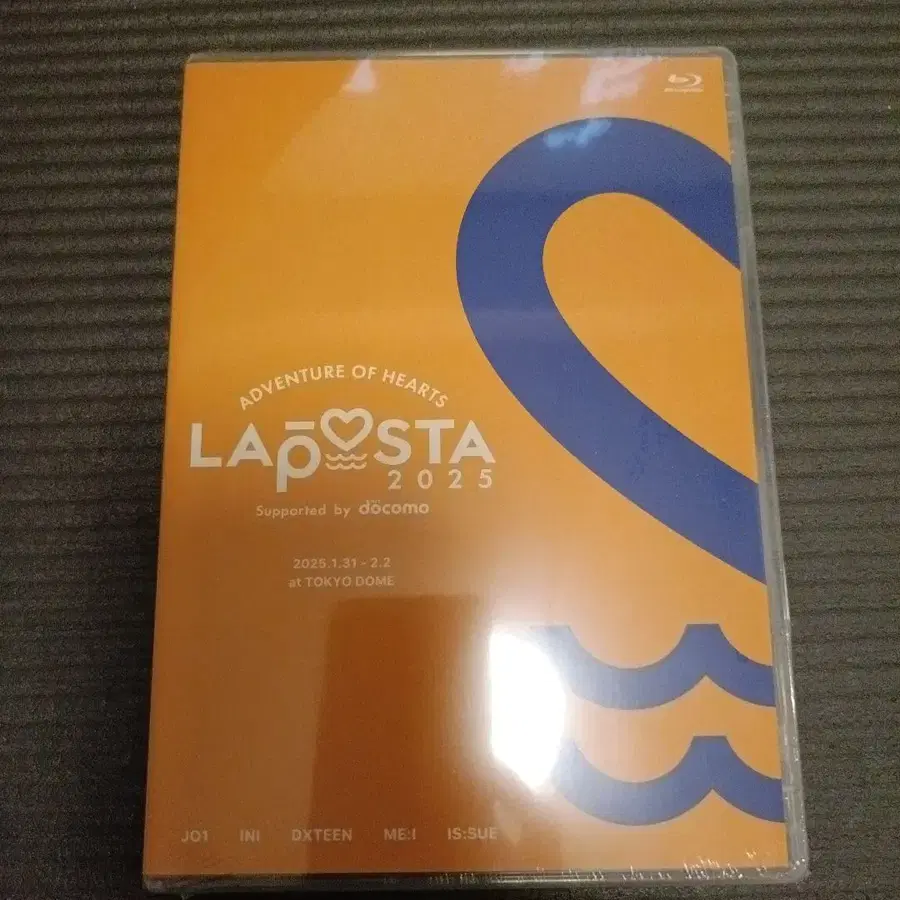 ADVENTURE OF HEARTS
LAPOSTA
2025
Supported by döcomo
2025.1.31 - 2.2
at TOKYO DOME
JO1 INI DXTEEN ME:I IS:SUE